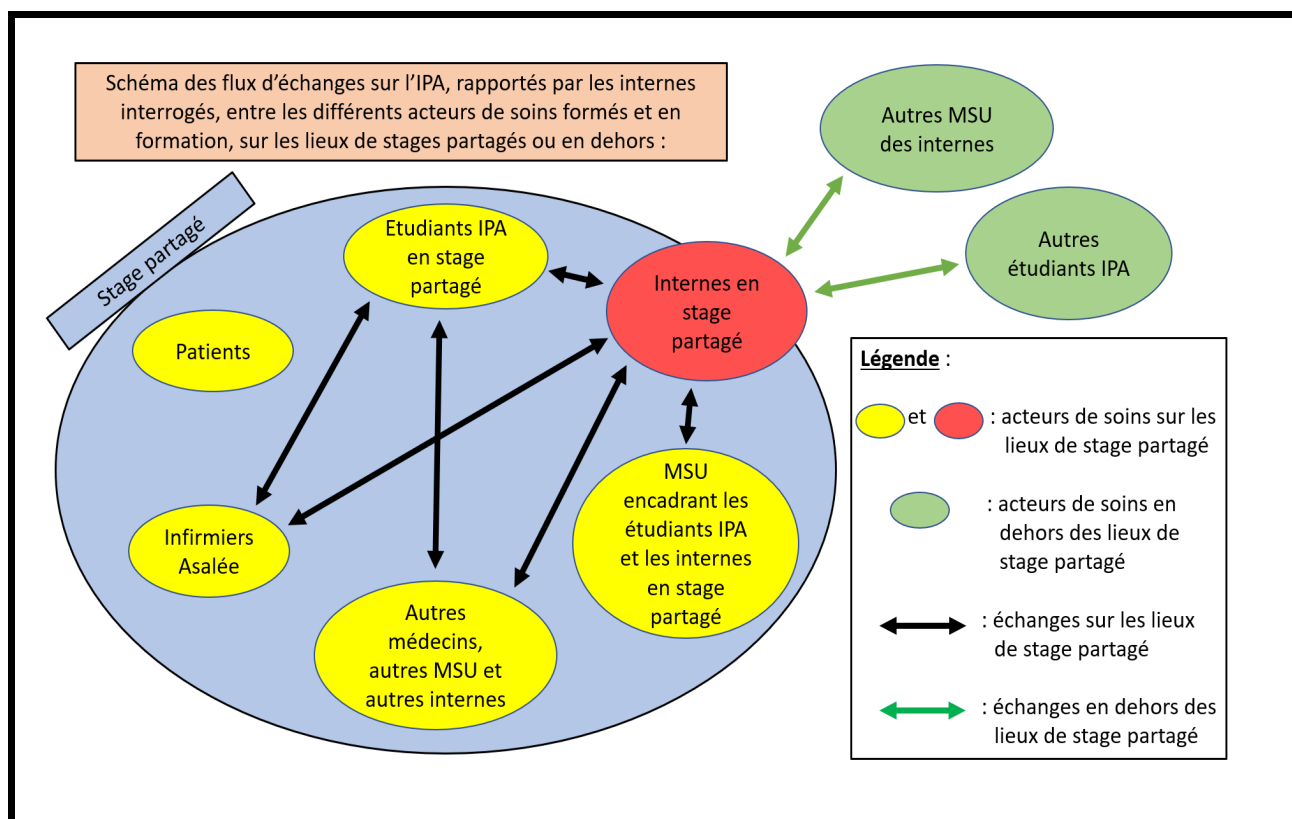 Schéma des flux d'échanges sur l'IPA, rapportés par les internes
interrogés, entre les différents acteurs de soins formés et en
formation, sur les lieux de stages partagés ou en dehors :
Autres MSU
des internes
Autres
étudiants IPA
Stage partagé
Etudiants IPA
en stage
partagé
Internes en
stage
partagé
Patients
Infirmiers
Asalée
MSU
encadrant les
étudiants IPA
et les internes
en stage
partagé
Autres
médecins,
autres MSU et
autres internes
Légende :
et : acteurs de soins sur les
lieux de stage partagé
: acteurs de soins en
dehors des lieux de
stage partagé
: échanges sur les lieux
de stage partagé
: échanges en dehors des
lieux de stage partagé